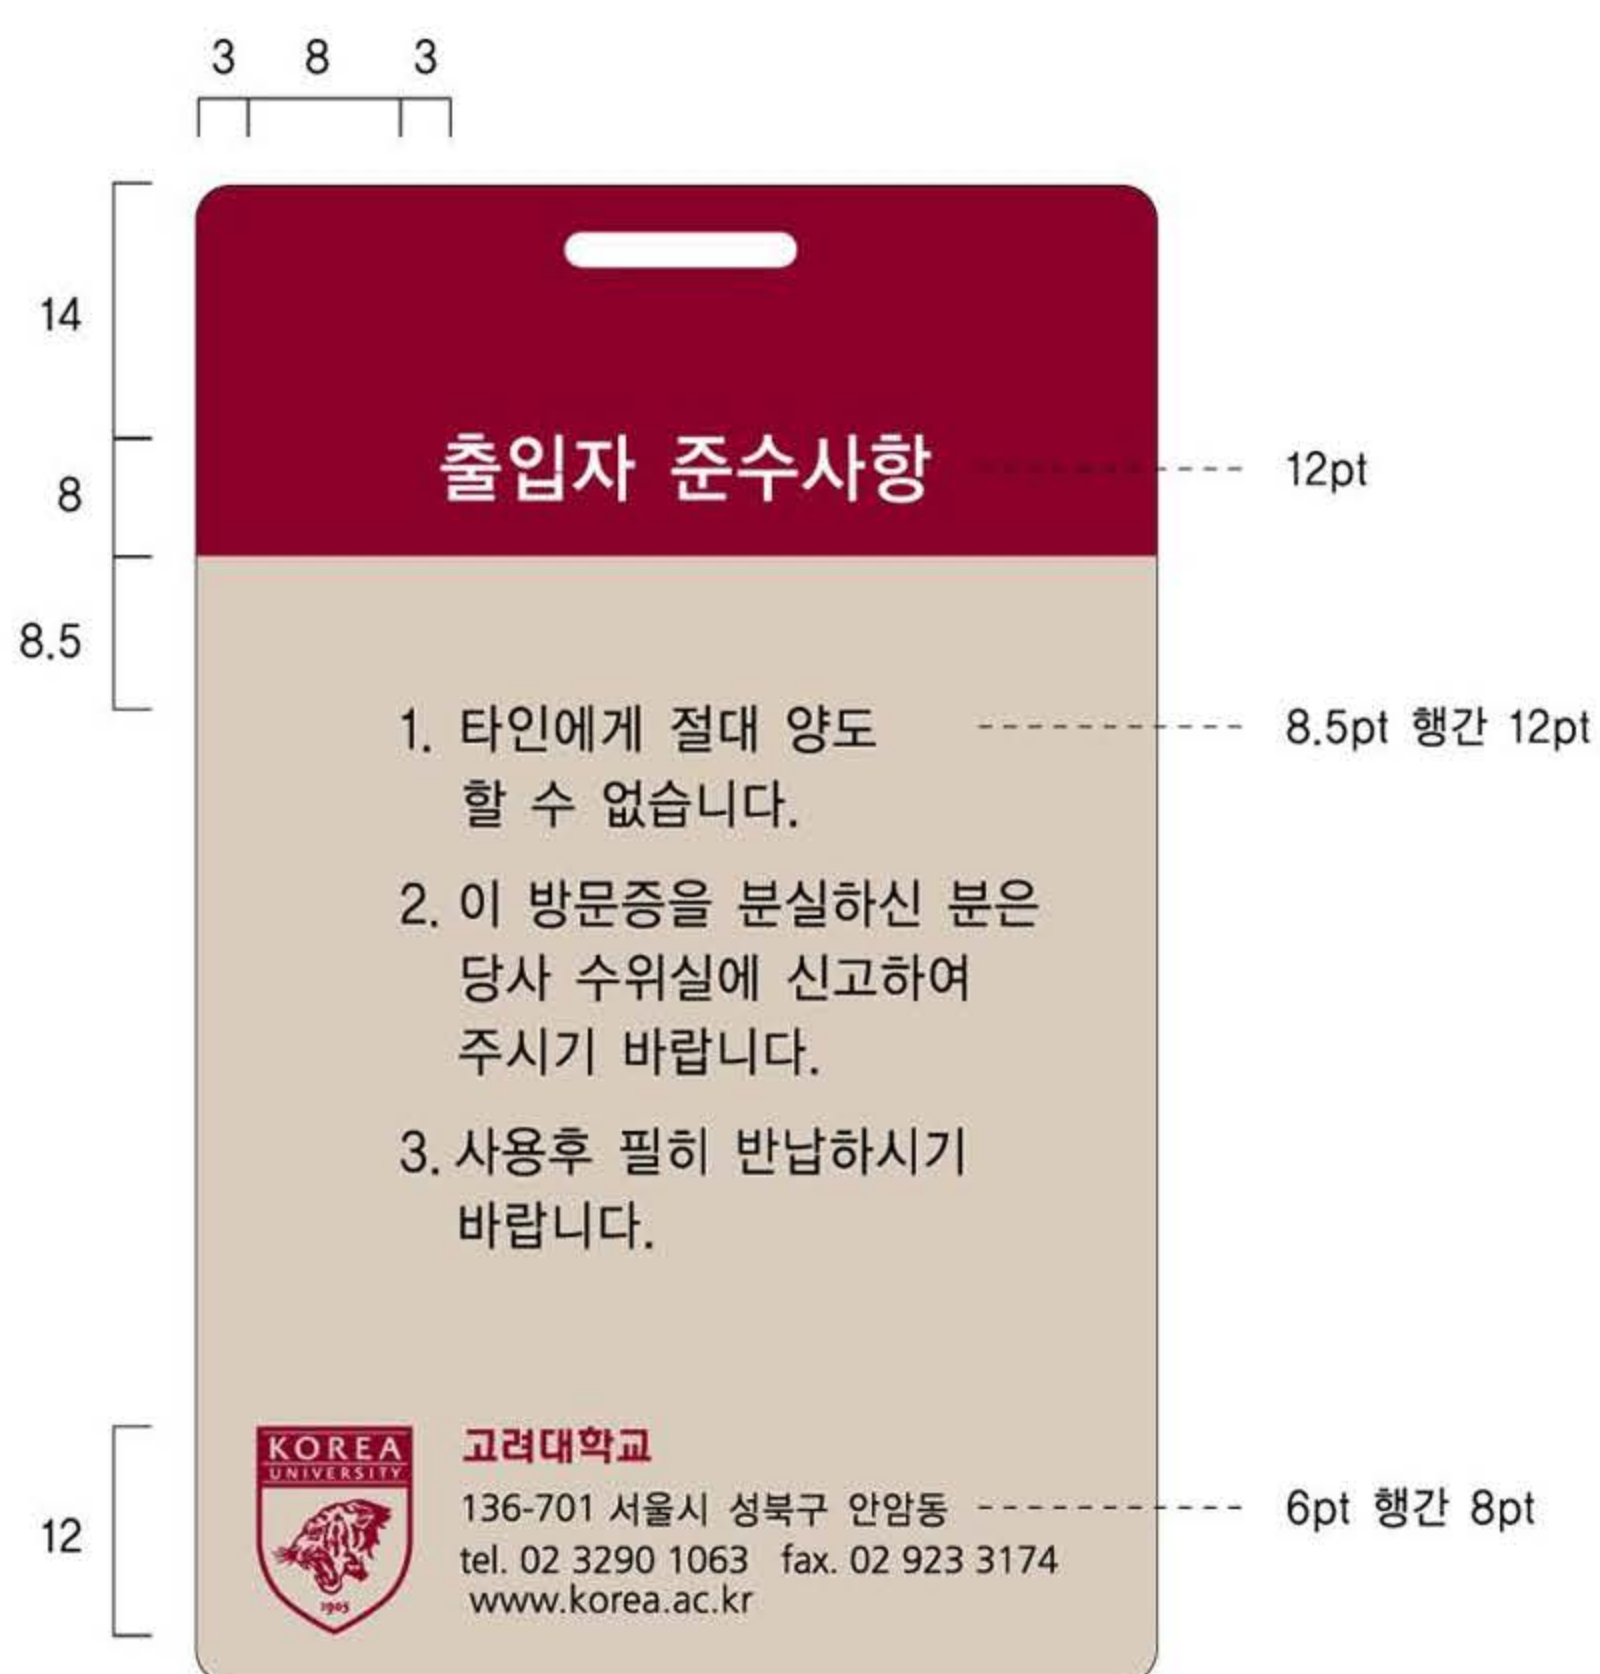 3 8 3
14
출입자 준수사항 12pt
8
8.5
1. 타인에게 절대 양도 8.5pt 행간 12pt
할 수 없습니다.
2. 이 방문증을 분실하신 분은
당사 수위실에 신고하여
주시기 바랍니다.
3. 사용후 필히 반납하시기
바랍니다.
12
KOREA
UNIVERSITY
1905
고려대학교
136-701 서울시 성북구 안암동 6pt 행간 8pt
tel. 02 3290 1063 fax. 02 923 3174
www.korea.ac.kr